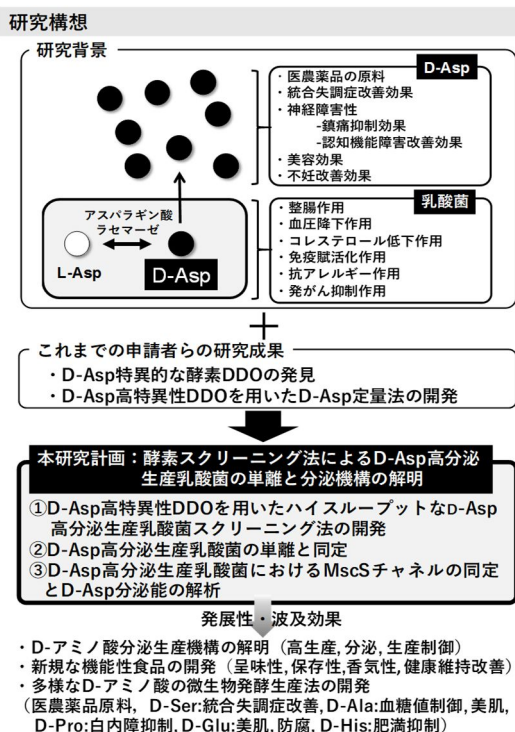 研究構想
研究背景
D-Asp
・医農薬品の原料
・統合失調症改善効果
・神経障害性
-鎮痛抑制効果
-認知機能障害改善効果
・美容効果
・不妊改善効果
アスパラギン酸
ラセマーゼ
L-Asp
D-Asp
乳酸菌
・整腸作用
・血圧降下作用
・コレステロール低下作用
・免疫賦活化作用
・抗アレルギー作用
・発がん抑制作用
＋
これまでの申請者らの研究成果
・D-Asp特異的な酵素DDOの発見
・D-Asp高特異性DDOを用いたD-Asp定量法の開発
本研究計画：酵素スクリーニング法によるD-Asp高分泌
生産乳酸菌の単離と分泌機構の解明
①D-Asp高特異性DDOを用いたハイスループットなD-Asp
高分泌生産乳酸菌スクリーニング法の開発
②D-Asp高分泌生産乳酸菌の単離と同定
③D-Asp高分泌生産乳酸菌におけるMscSチャネルの同定
とD-Asp分泌能の解析
発展性・波及効果
・D-アミノ酸分泌生産機構の解明（高生産,分泌,生産制御）
・新規な機能性食品の開発（呈味性,保存性,香気性,健康維持改善）
・多様なD-アミノ酸の微生物発酵生産法の開発
（医農薬品原料, D-Ser:統合失調症改善, D-Ala:血糖値制御, 美肌,
D-Pro:白内障抑制, D-Glu:美肌, 防腐, D-His:肥満抑制）